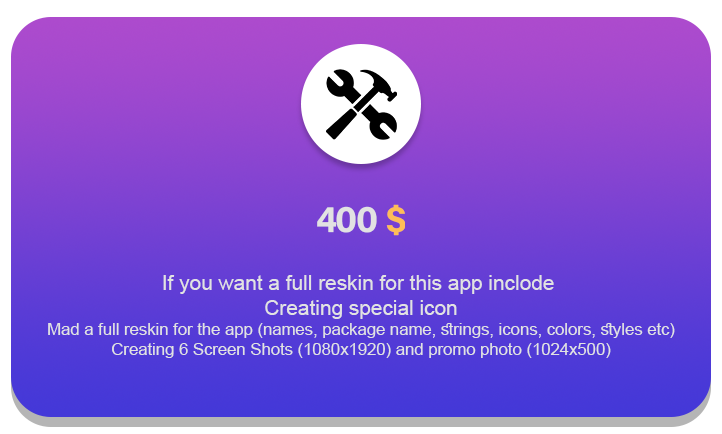 400 $
If you want a full reskin for this app inclode
Creating special icon
Mad a full reskin for the app (names, package name, strings, icons, colors, styles etc)
Creating 6 Screen Shots (1080x1920) and promo photo (1024x500)